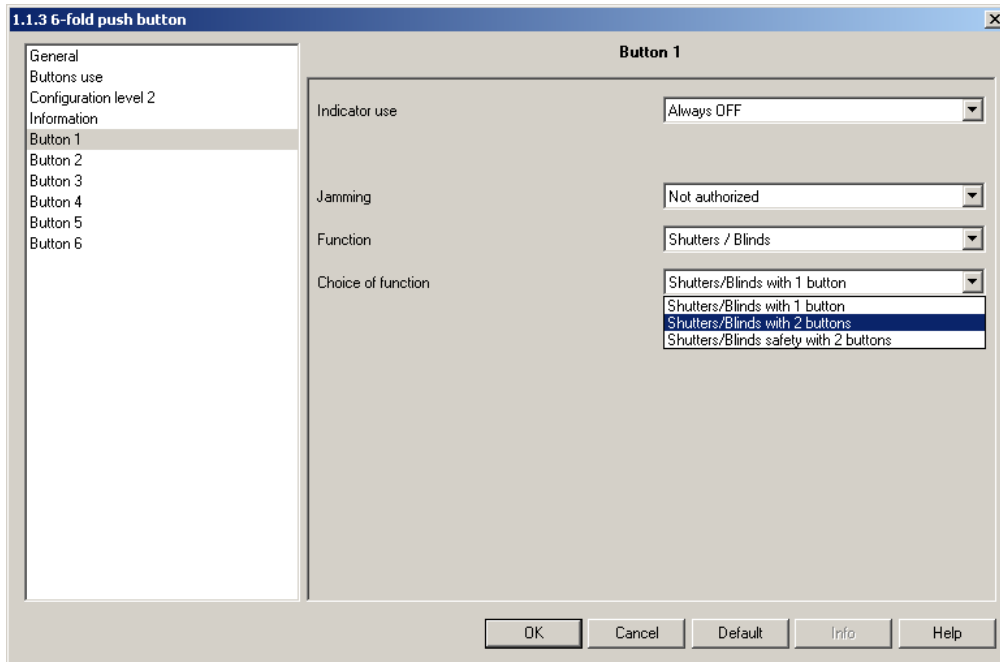 1.1.3 6-fold push button
General
Buttons use
Configuration level 2
Information
Button 1
Button 2
Button 3
Button 4
Button 5
Button 6
Button 1
Indicator use Always OFF
Jamming Not authorized
Function Shutters / Blinds
Choice of function Shutters/Blinds with 1 button
Shutters/Blinds with 1 button
Shutters/Blinds with 2 buttons
Shutters/Blinds safety with 2 buttons
OK Cancel Default Info Help